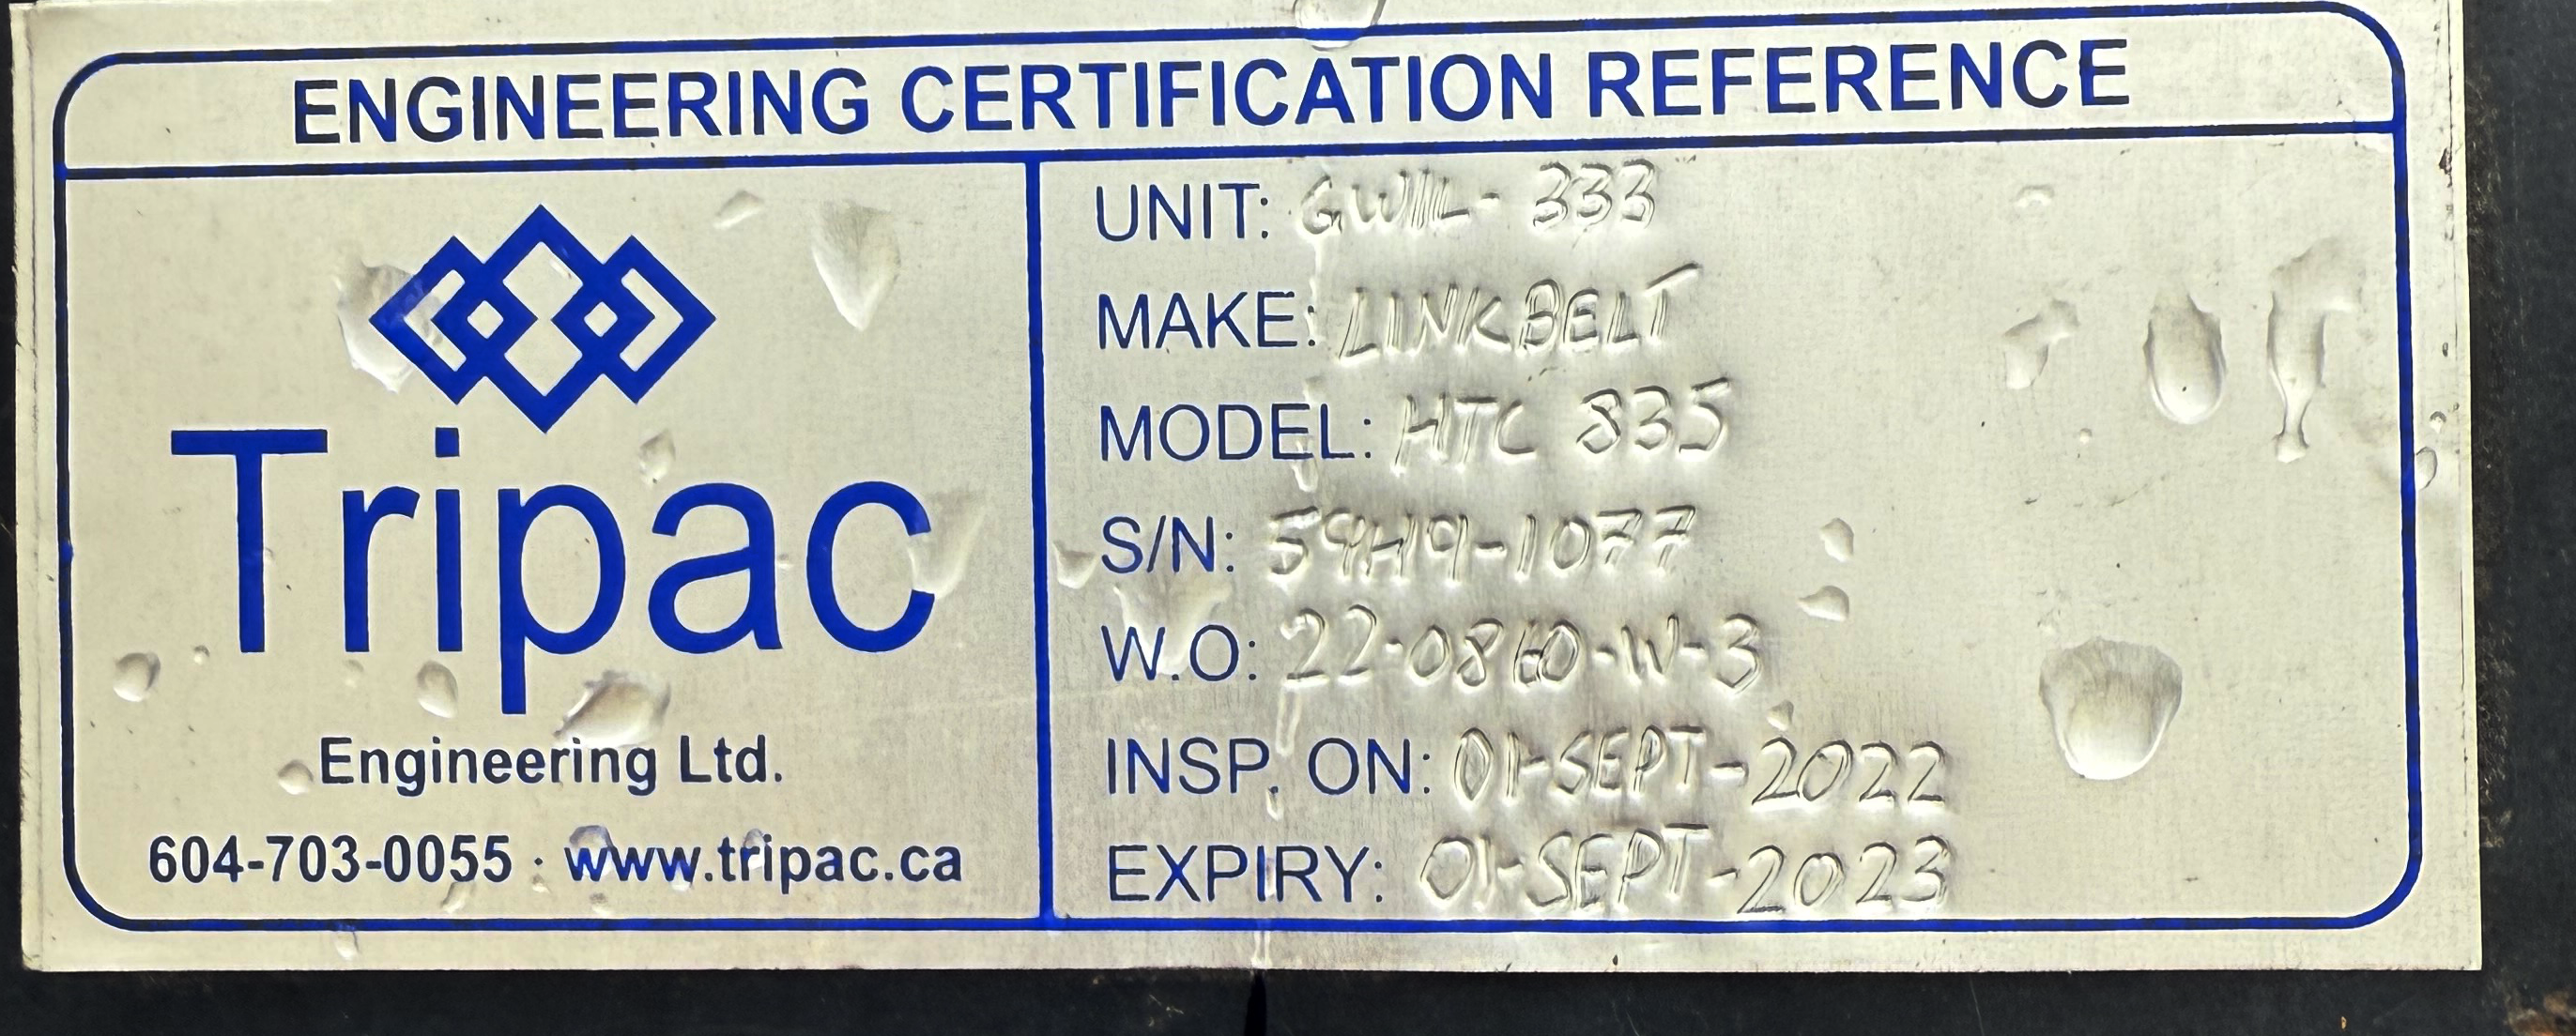 ENGINEERING CERTIFICATION REFERENCE
Tripac
Engineering Ltd.
604-703-0055 · www.tripac.ca
UNIT: GWIL- 333
MAKE: LINKBELT
MODEL: HTC 835
S/N: 59H9-1077
W.O: 22-0860-W-3
INSP. ON: 01-SEPT-2022
EXPIRY: 01-SEPT-2023